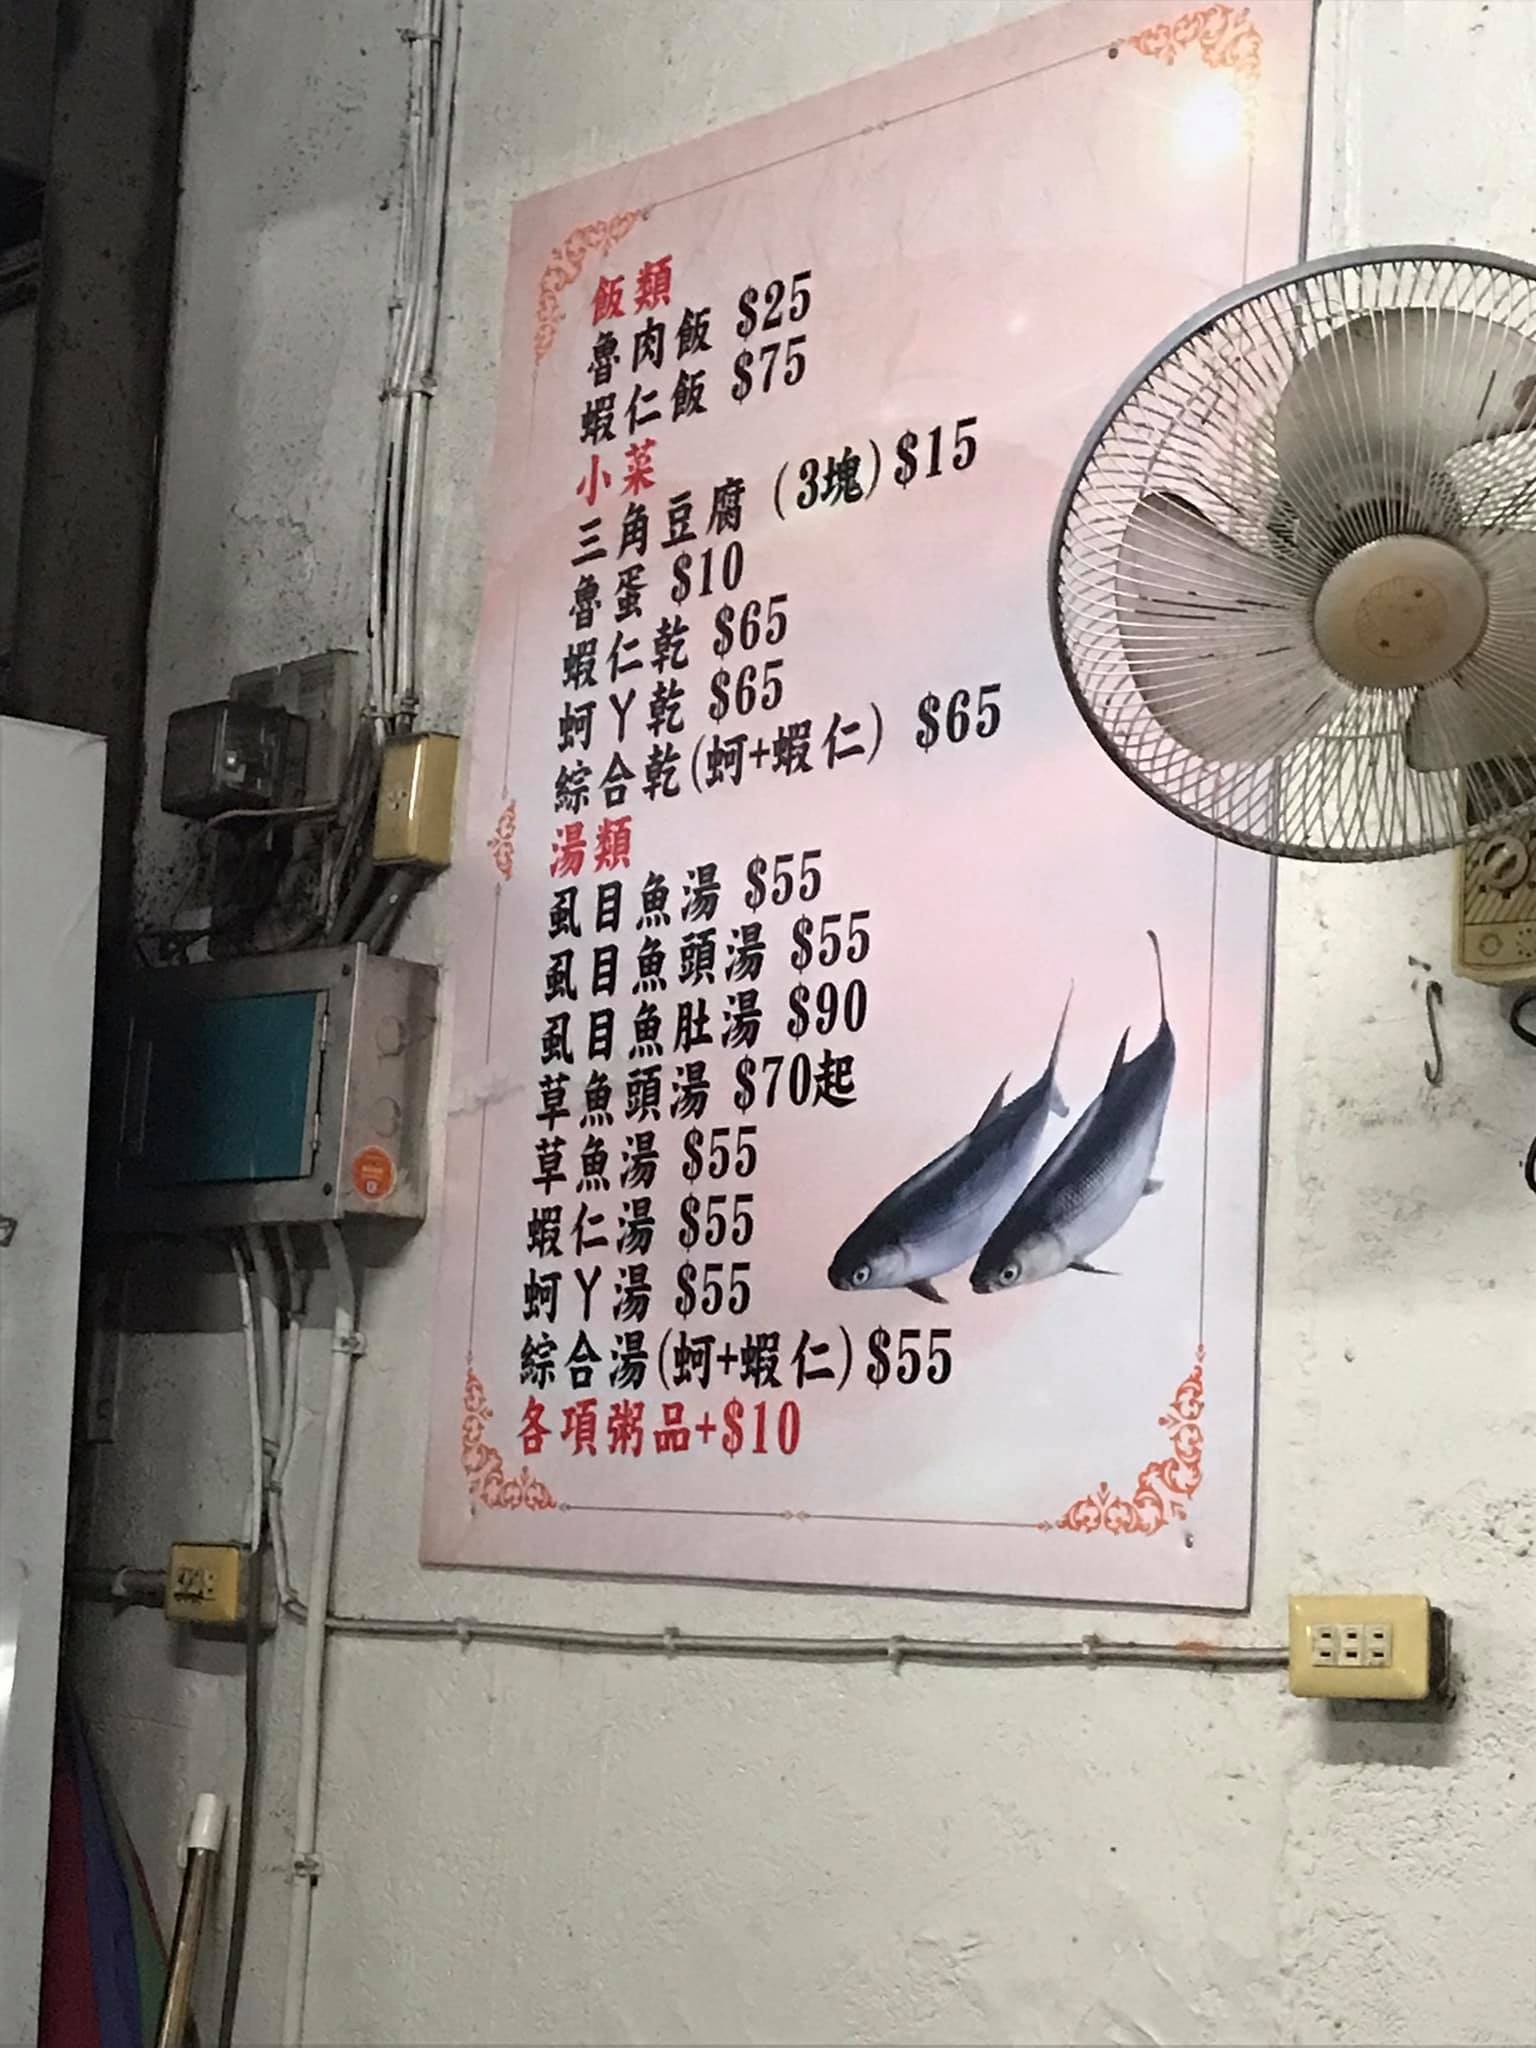 飯類
魯肉飯 $25
蝦仁飯 $75
小菜
三角豆腐 (3塊) $15
魯蛋 $10
蝦仁乾 $65
蚵丫乾 $65
綜合乾(蚵+蝦仁) $65
湯類
虱目魚湯 $55
虱目魚頭湯 $55
虱目魚肚湯 $90
草魚頭湯 $70起
草魚湯 $55
蝦仁湯 $55
蚵丫湯 $55
綜合湯(蚵+蝦仁) $55
各項粥品+$10